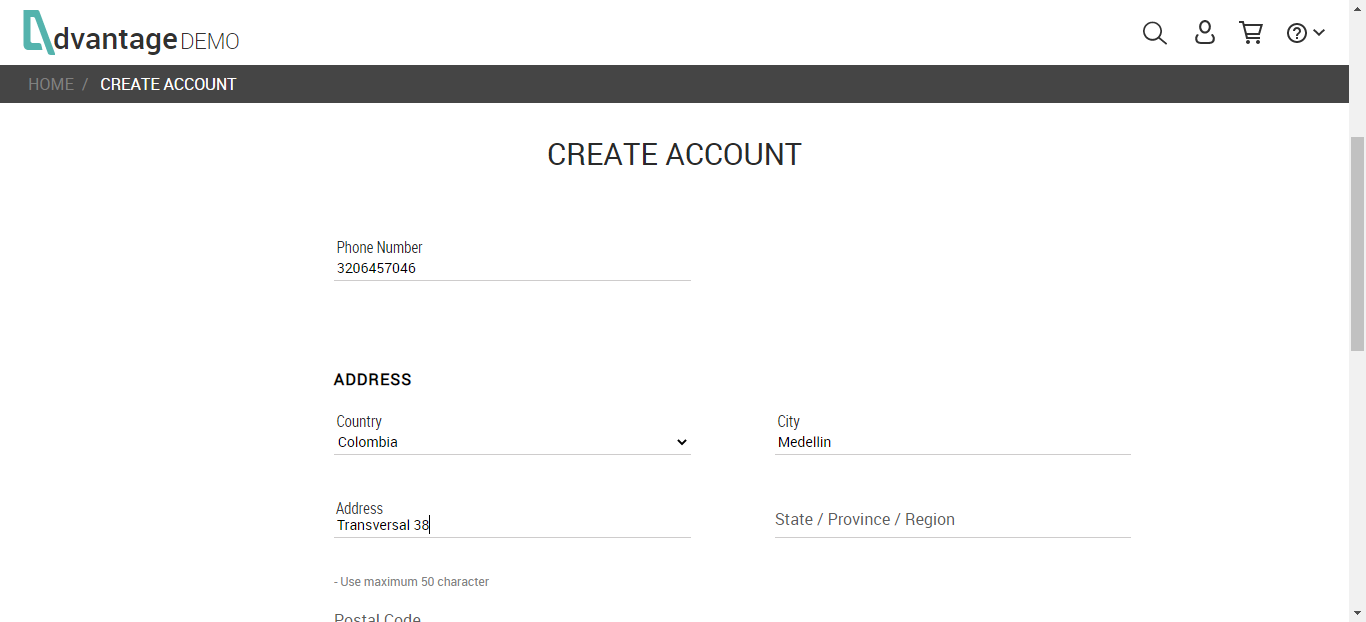 dvantage DEMO
HOME / CREATE ACCOUNT
CREATE ACCOUNT
Phone Number
3206457046
ADDRESS
Country
Colombia
City
Medellin
Address
Transversal 38
State / Province / Region
- Use maximum 50 character
Postal Code